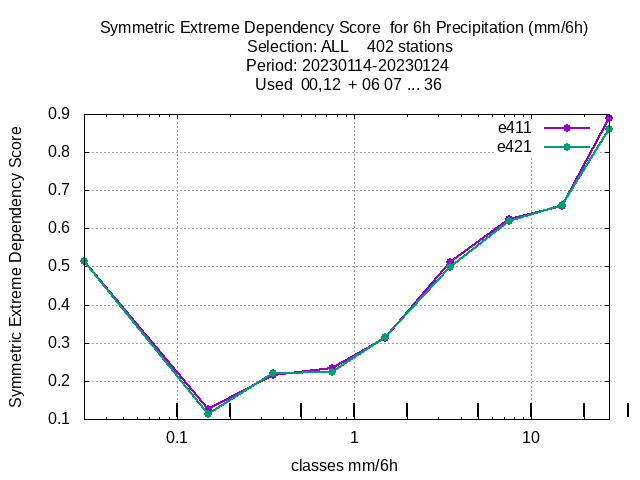 Symmetric Extreme Dependency Score  for 6h Precipitation (mm/6h)
Selection: ALL    402 stations
Period: 20230114-20230124
Used  00,12  + 06 07 ... 36
e411
e421
Symmetric Extreme Dependency Score
0.9
0.8
0.7
0.6
0.5
0.4
0.3
0.2
0.1
0.1 1 10
classes mm/6h